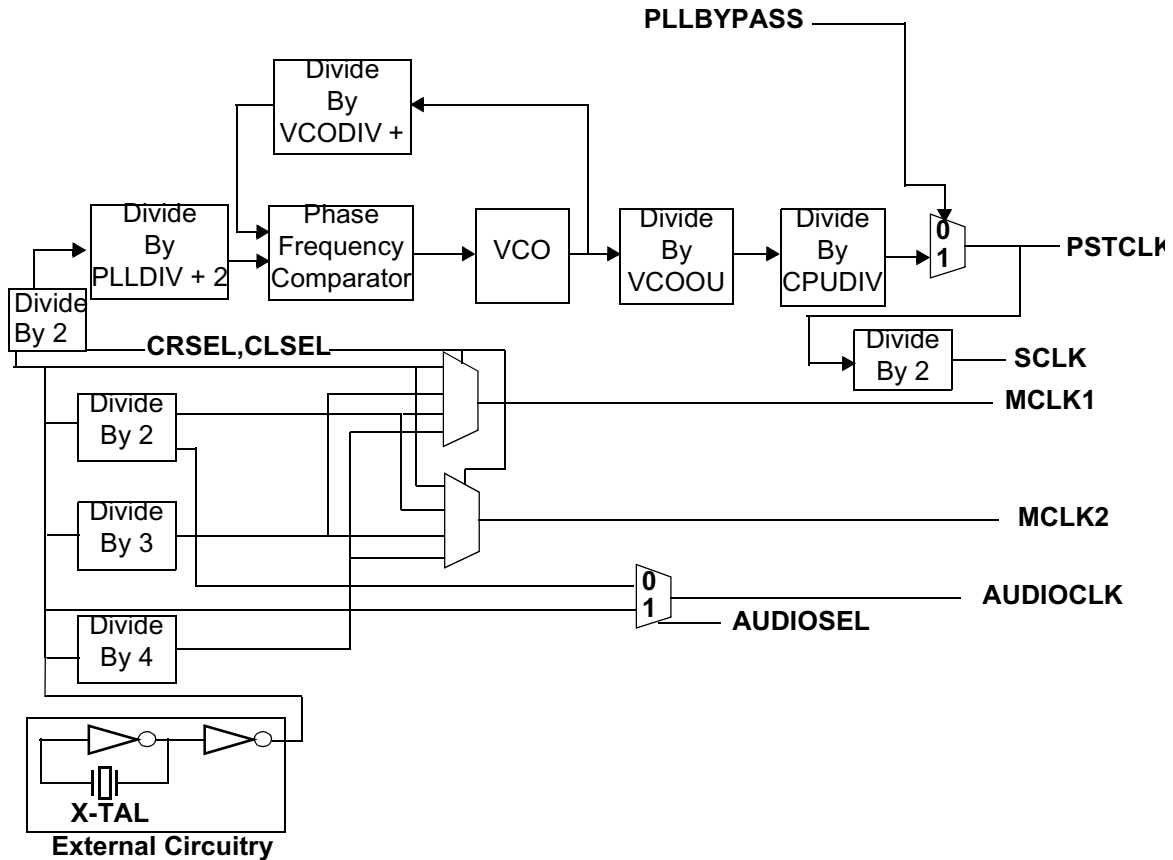 PLLBYPASS
Divide
By
VCODIV +
Divide
By
PLLDIV + 2
Phase
Frequency
Comparator
VCO
Divide
By
VCOOU
Divide
By
CPUDIV
0
1
PSTCLK
Divide
By 2
CRSEL,CLSEL
Divide
By 2
SCLK
MCLK1
Divide
By 2
Divide
By 3
MCLK2
0
1
AUDIOCLK
AUDIOSEL
Divide
By 4
X-TAL
External Circuitry